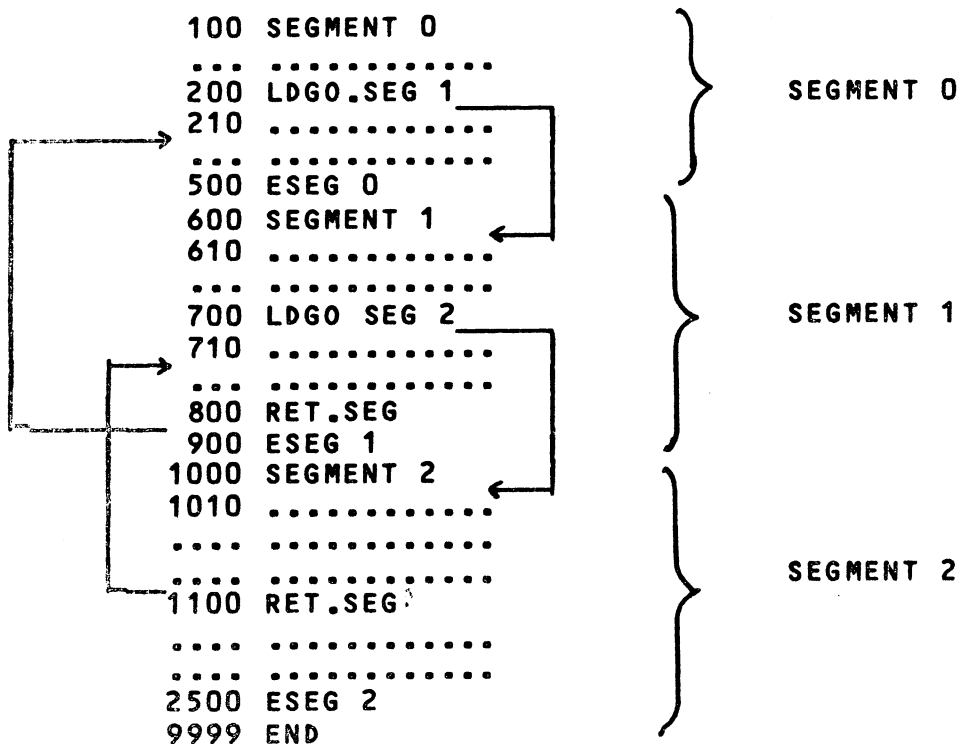 100 SEGMENT 0
... ............
200 LDGO.SEG 1 SEGMENT 0
210 ............
... ............
500 ESEG 0
600 SEGMENT 1
610 ............
... ............
700 LDGO SEG 2 SEGMENT 1
710 ............
... ............
800 RET.SEG
900 ESEG 1
1000 SEGMENT 2
1010 ............
.... ............
.... ............ SEGMENT 2
1100 RET.SEG
.... ............
.... ............
2500 ESEG 2
9999 END